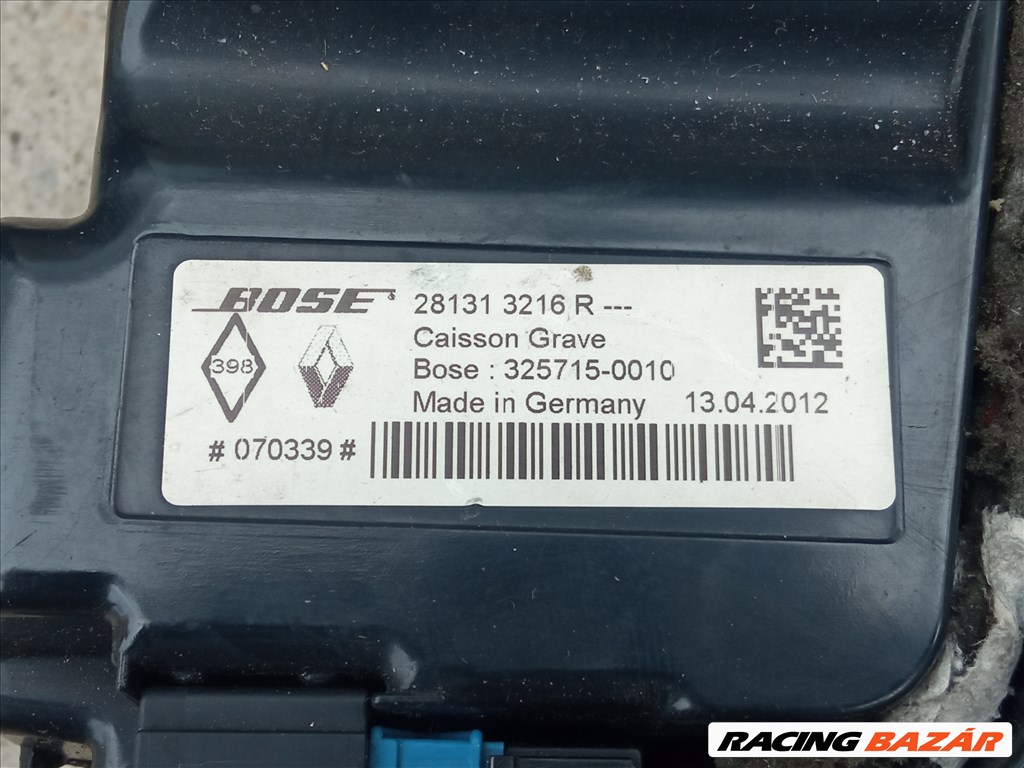 BOSE 28131 3216 R ---
Caisson Grave
398
Bose : 325715-0010
Made in Germany 13.04.2012
# 070339 #
RACING BAZÁR